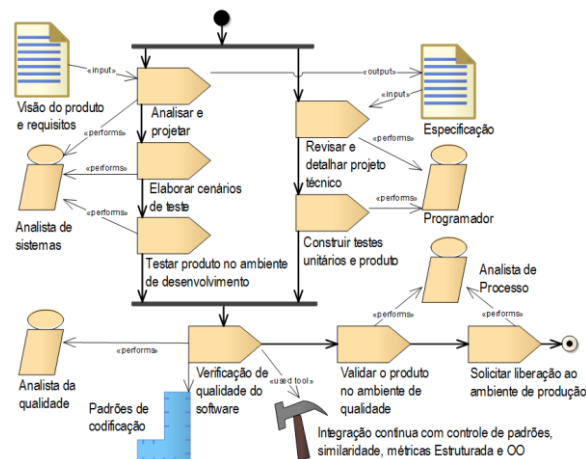 «input»
«output»
Visão do produto
e requisitos
Analisar e
projetar
«input»
Especificação
«performs»
Revisar e
detalhar projeto
técnico
«performs»
«performs»
Elaborar cenários
de teste
Analista de
sistemas
«performs»
Programador
«performs»
Testar produto no ambiente
de desenvolvimento
Construir testes
unitários e produto
Analista de
Processo
«performs»
«performs»
«performs»
Analista da
qualidade
Verificação de
qualidade do
software
«used tool»
Validar o produto
no ambiente de
qualidade
Solicitar liberação ao
ambiente de produção
Padrões de
codificação
Integração contínua com controle de padrões,
similaridade, métricas Estruturada e OO